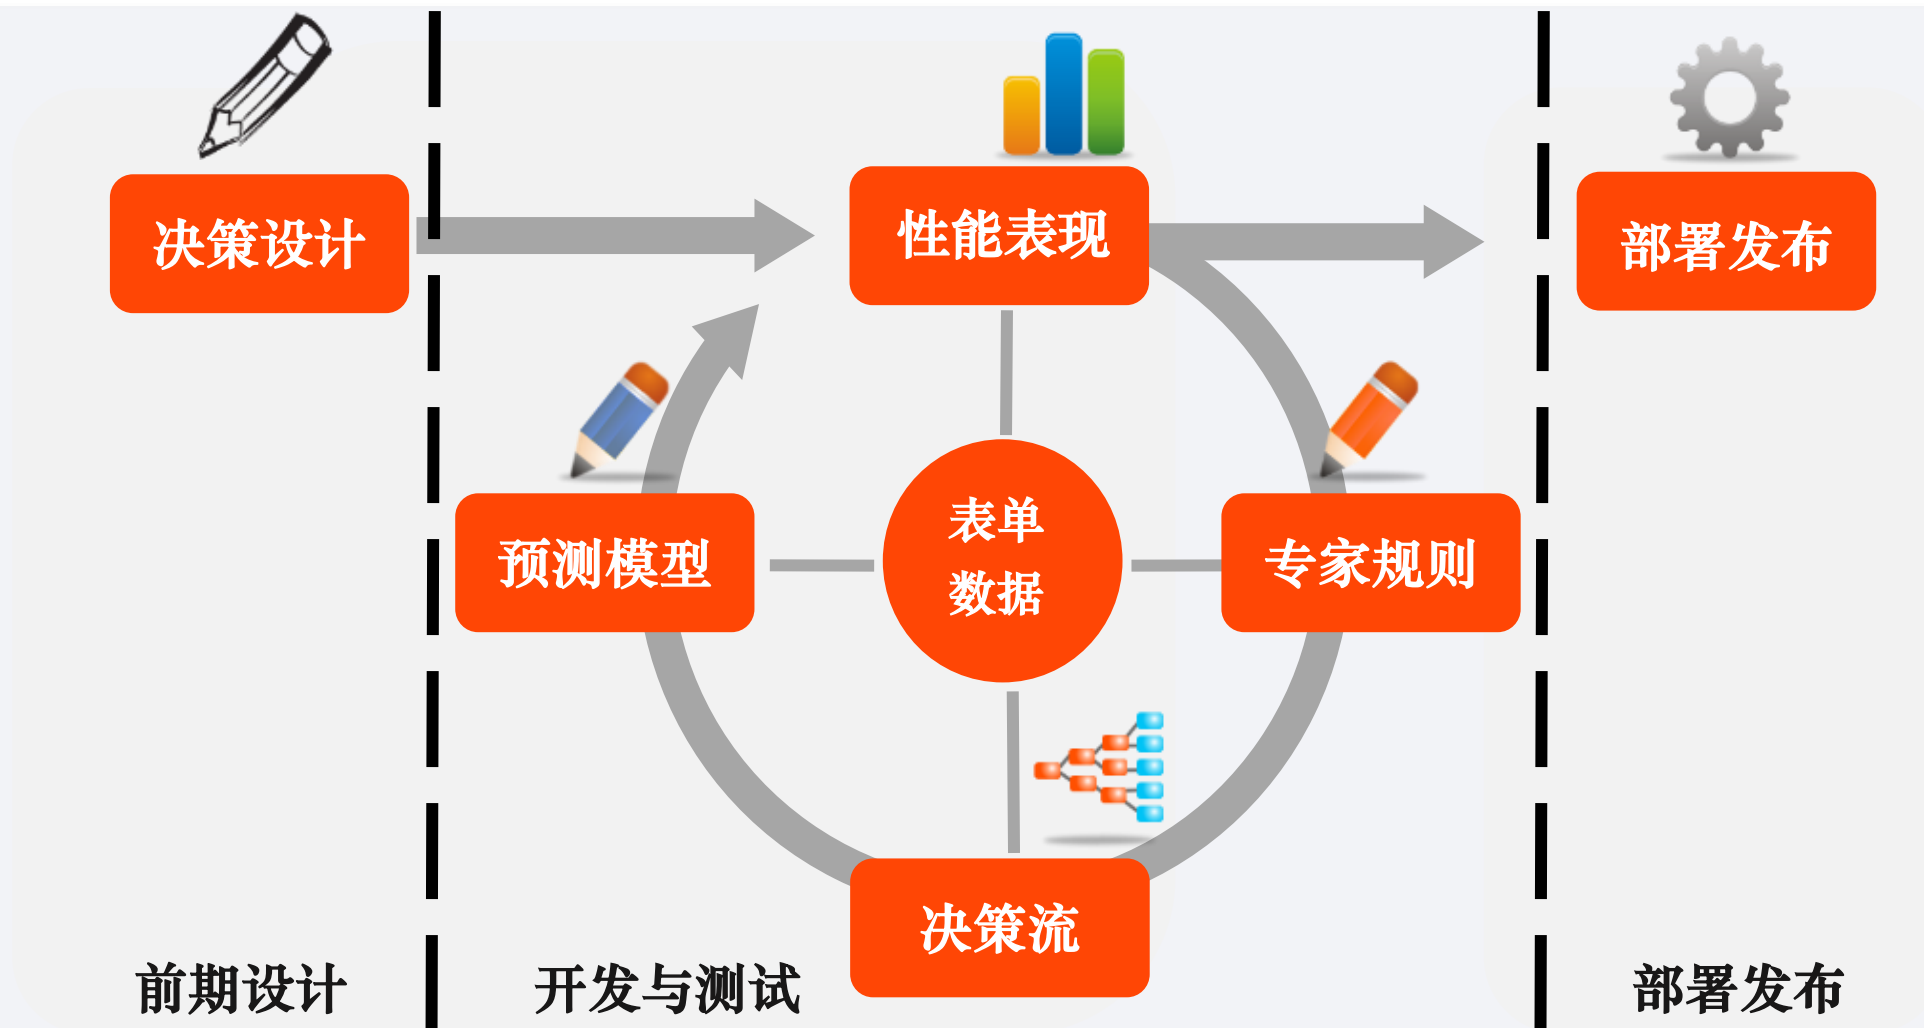 决策设计
性能表现
部署发布
预测模型
表单
数据
专家规则
决策流
前期设计
开发与测试
部署发布